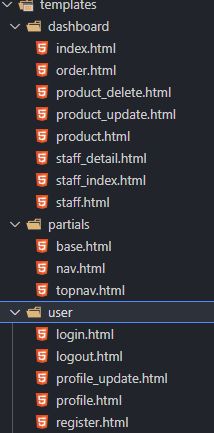 templates
dashboard
index.html
order.html
product_delete.html
product_update.html
product.html
staff_detail.html
staff_index.html
staff.html
partials
base.html
nav.html
topnav.html
user
login.html
logout.html
profile_update.html
profile.html
register.html